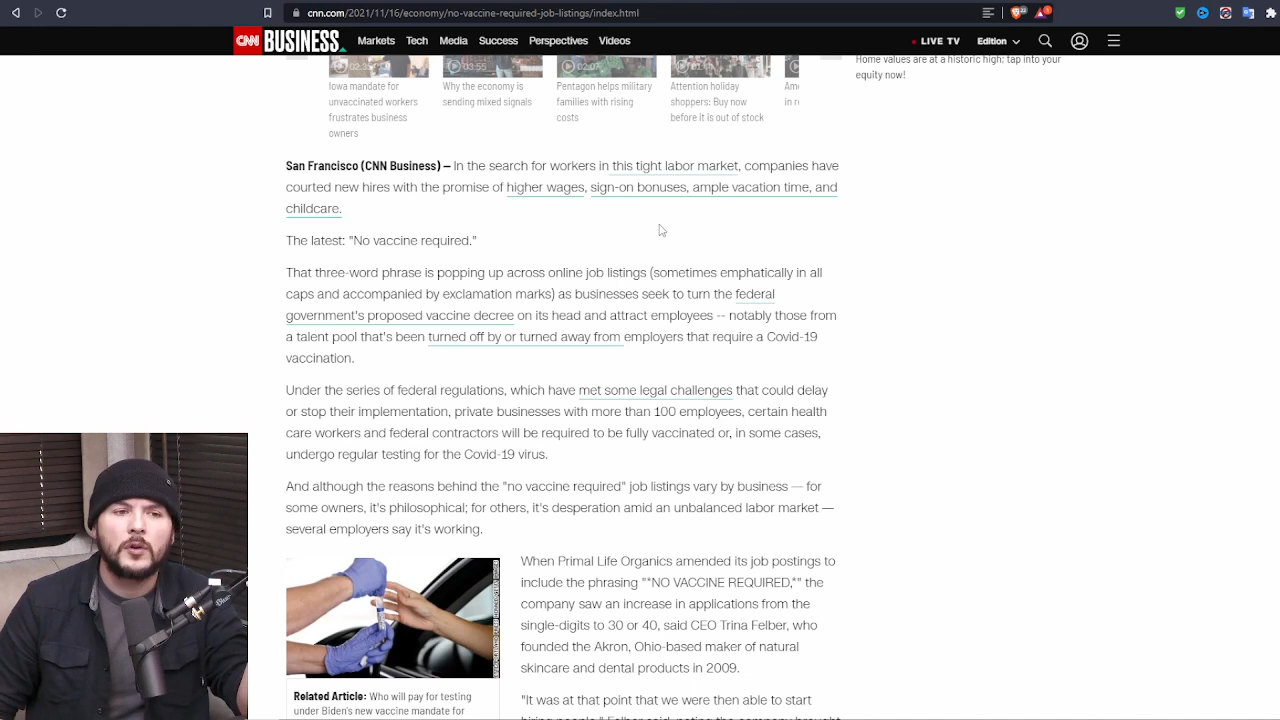 cnn.com/2021/11/16/economy/no-vaccine-required-job-listings/index.html
CNN BUSINESS Markets Tech Media Success Perspectives Videos LIVE TV Edition
03:55
02:07
Iowa mandate for
unvaccinated workers
frustrates business
owners
Why the economy is
sending mixed signals
Pentagon helps military
families with rising
costs
Attention holiday
shoppers: Buy now
before it is out of stock
Home values are at a historic high; tap into your
equity now!
San Francisco (CNN Business) — In the search for workers in this tight labor market, companies have
courted new hires with the promise of higher wages, sign-on bonuses, ample vacation time, and
childcare.
The latest: "No vaccine required."
That three-word phrase is popping up across online job listings (sometimes emphatically in all
caps and accompanied by exclamation marks) as businesses seek to turn the federal
government's proposed vaccine decree on its head and attract employees -- notably those from
a talent pool that's been turned off by or turned away from employers that require a Covid-19
vaccination.
Under the series of federal regulations, which have met some legal challenges that could delay
or stop their implementation, private businesses with more than 100 employees, certain health
care workers and federal contractors will be required to be fully vaccinated or, in some cases,
undergo regular testing for the Covid-19 virus.
And although the reasons behind the "no vaccine required" job listings vary by business — for
some owners, it's philosophical; for others, it's desperation amid an unbalanced labor market —
several employers say it's working.
When Primal Life Organics amended its job postings to
include the phrasing "*NO VACCINE REQUIRED,*" the
company saw an increase in applications from the
single-digits to 30 or 40, said CEO Trina Felber, who
founded the Akron, Ohio-based maker of natural
skincare and dental products in 2009.
"It was at that point that we were then able to start
Related Article: Who will pay for testing
under Biden's new vaccine mandate for